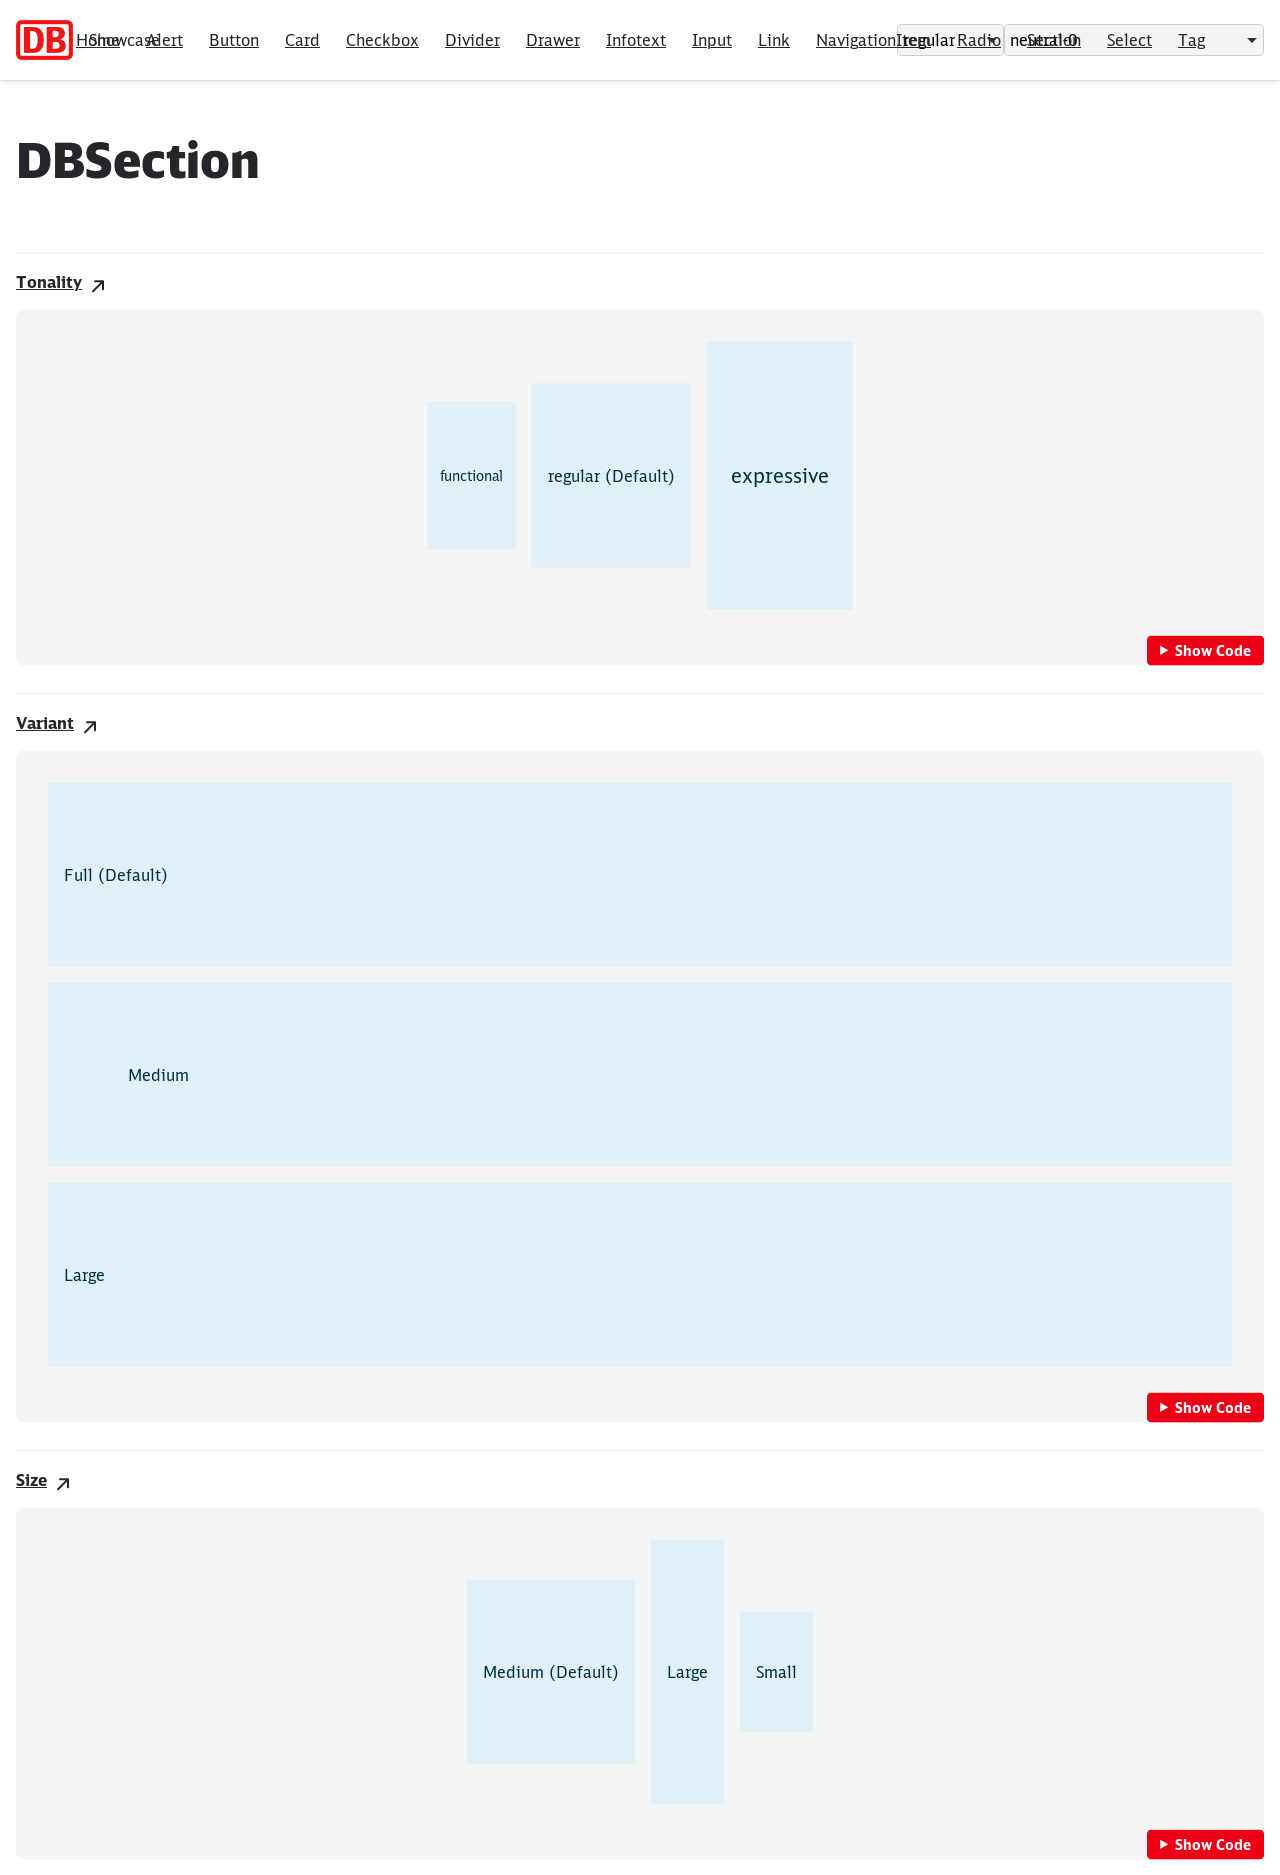 DB Home Showcase Alert Button Card Checkbox Divider Drawer Infotext Input Link NavigationItem regular Radio neutral-0 Section Select Tag
DBSection
Tonality
functional regular (Default) expressive
Show Code
Variant
Full (Default)
Medium
Large
Show Code
Size
Medium (Default) Large Small
Show Code